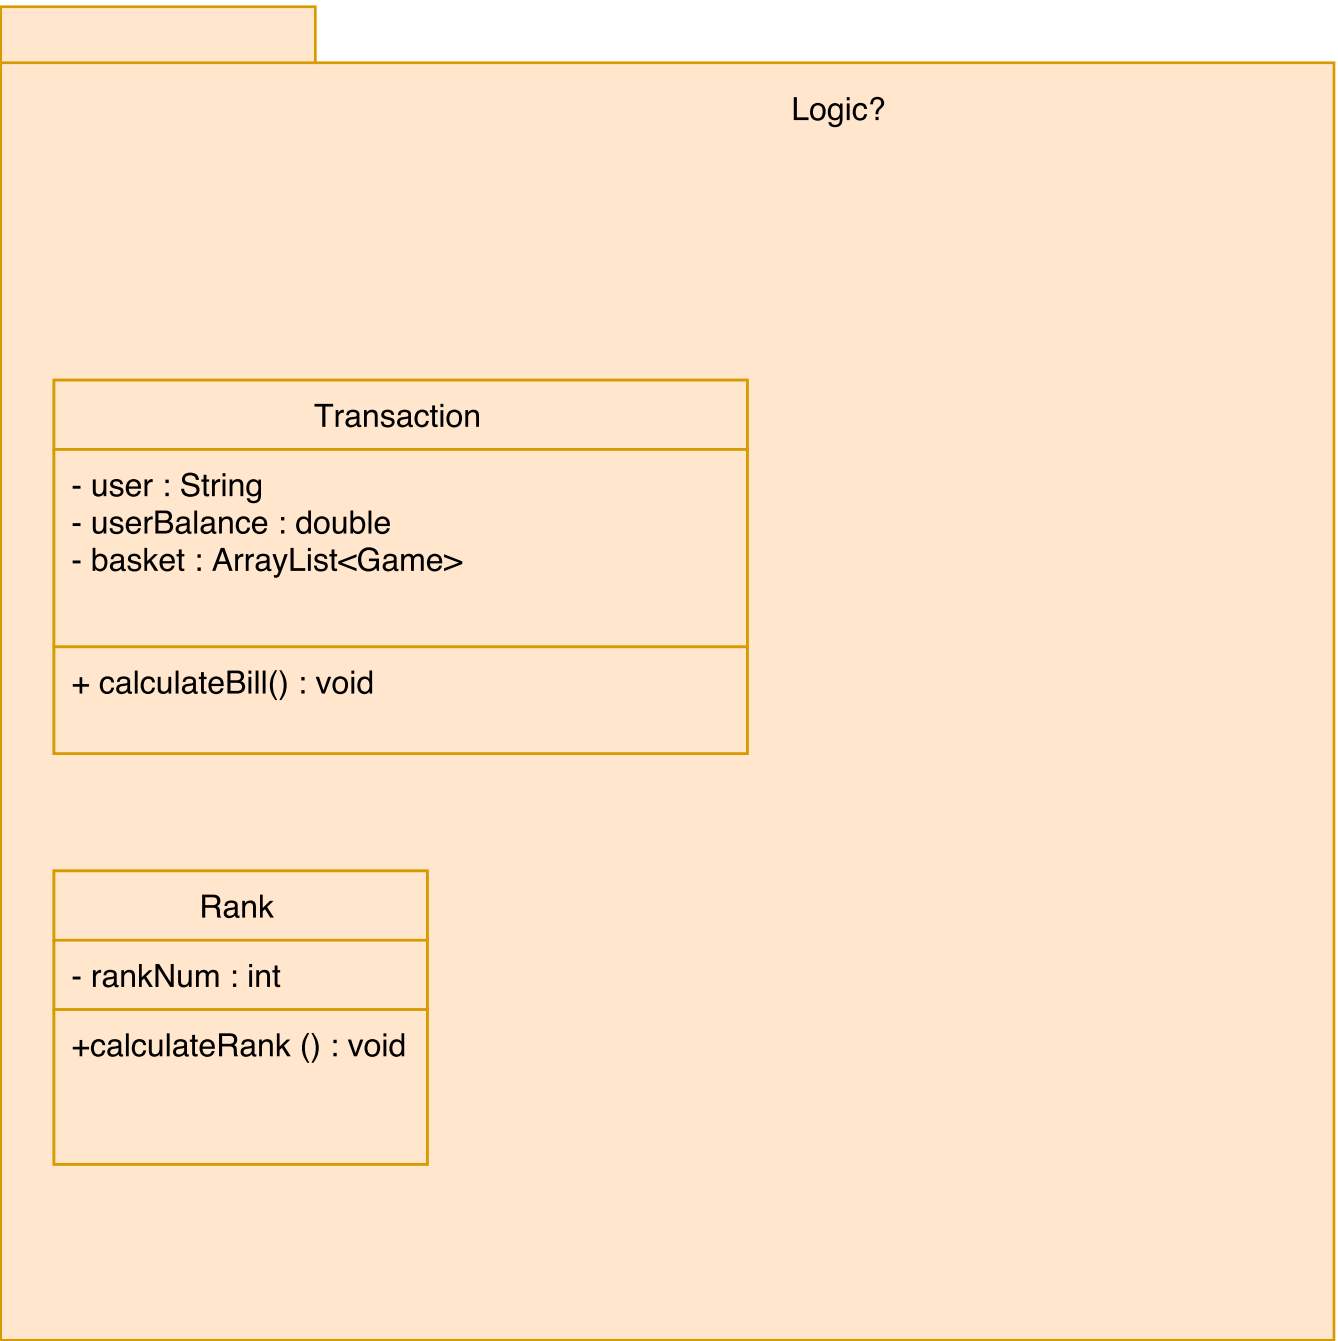 Logic?
Transaction
- user : String
- userBalance : double
- basket : ArrayList<Game>
+ calculateBill() : void
Rank
- rankNum : int
+calculateRank () : void